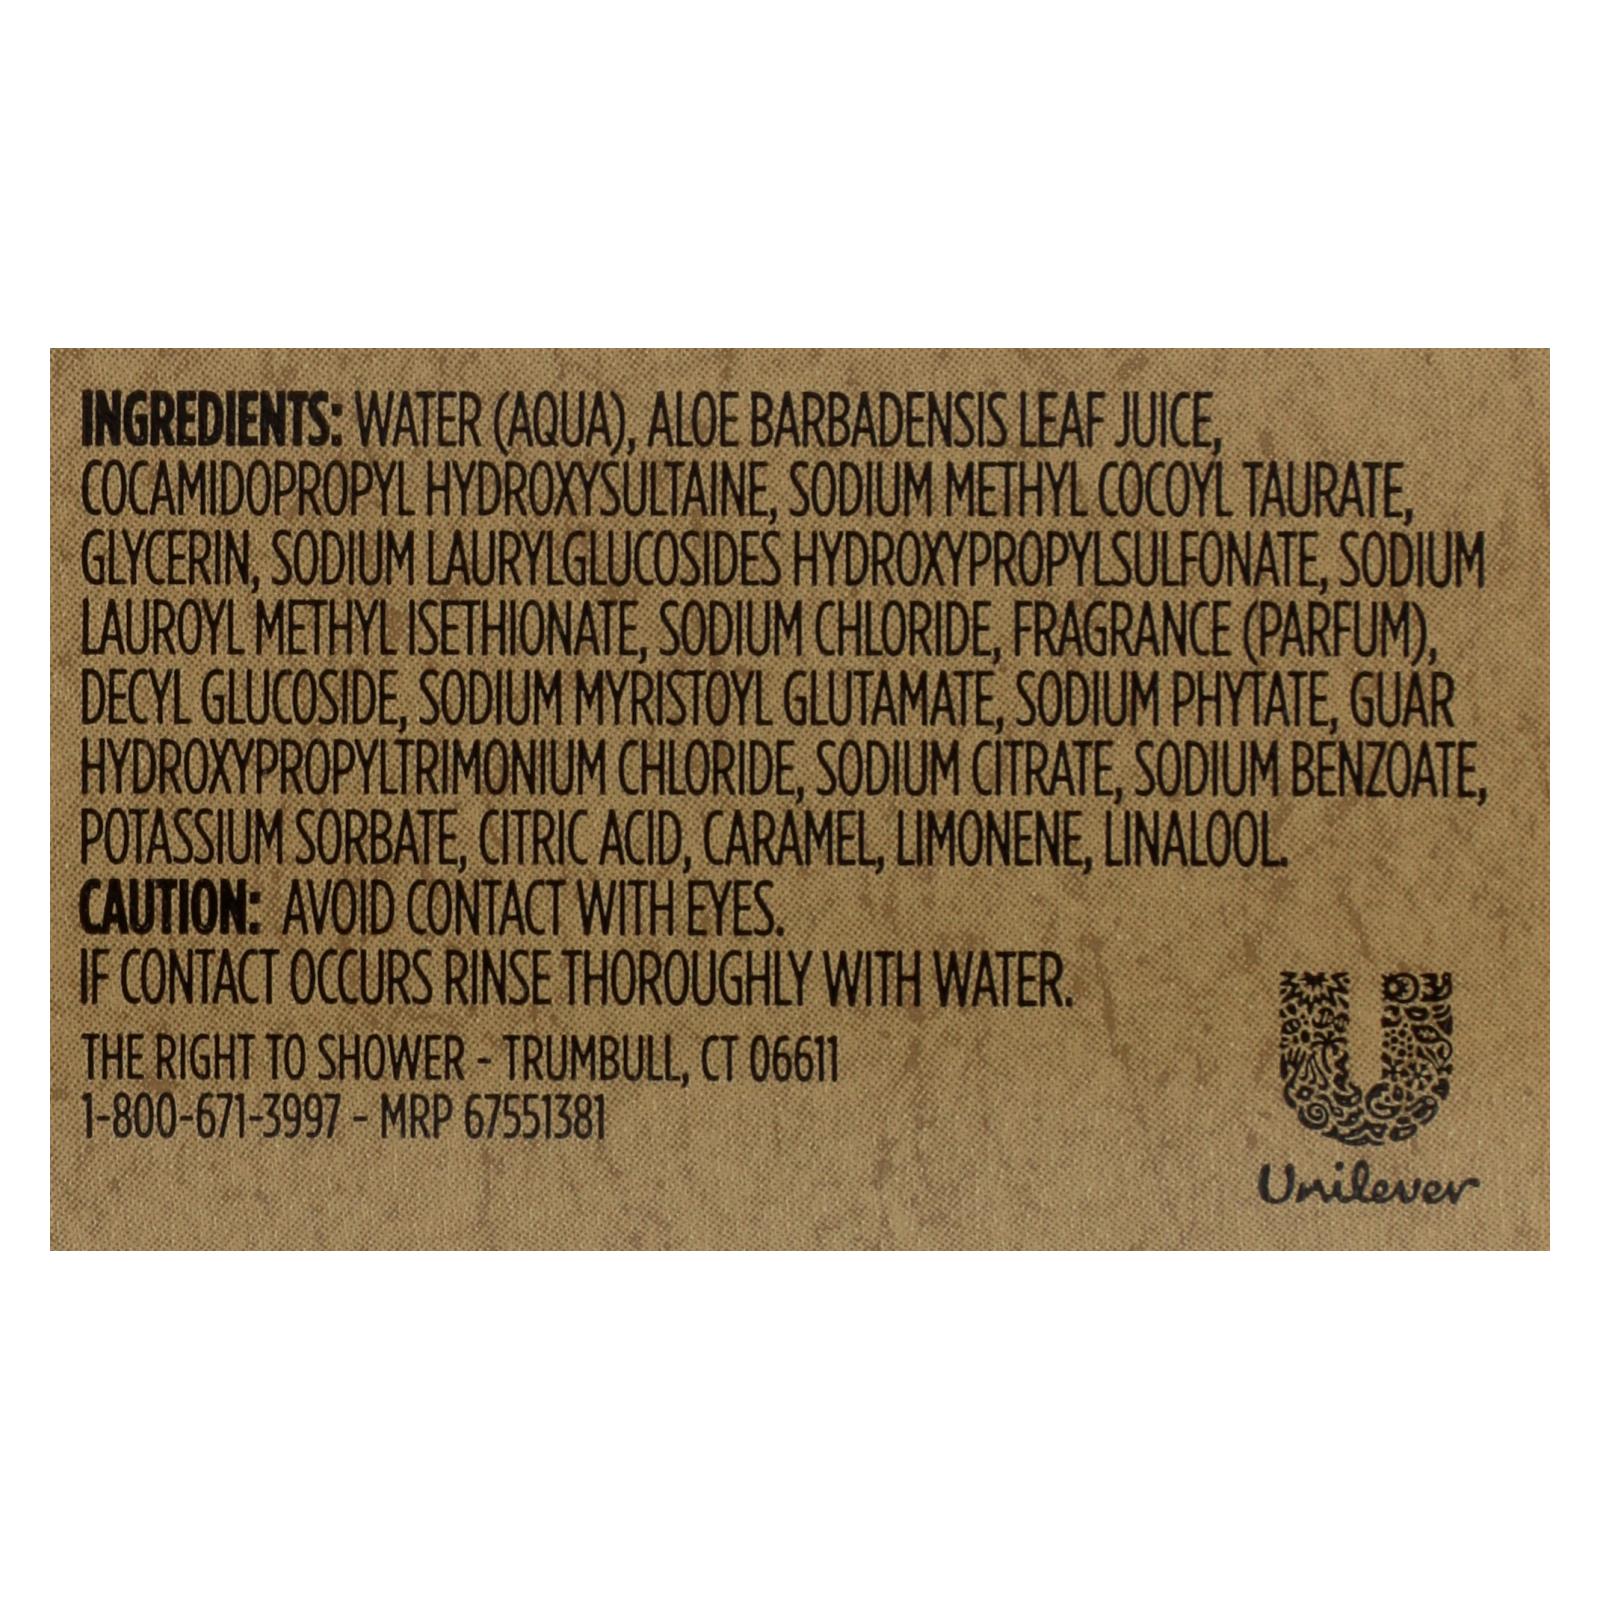 INGREDIENTS: WATER (AQUA), ALOE BARBADENSIS LEAF JUICE,
COCAMIDOPROPYL HYDROXYSULTAINE, SODIUM METHYL COCOYL TAURATE,
GLYCERIN, SODIUM LAURYLGLUCOSIDES HYDROXYPROPYLSULFONATE, SODIUM
LAUROYL METHYL ISETHIONATE, SODIUM CHLORIDE, FRAGRANCE (PARFUM),
DECYL GLUCOSIDE, SODIUM MYRISTOYL GLUTAMATE, SODIUM PHYTATE, GUAR
HYDROXYPROPYLTRIMONIUM CHLORIDE, SODIUM CITRATE, SODIUM BENZOATE,
POTASSIUM SORBATE, CITRIC ACID, CARAMEL, LIMONENE, LINALOOL.
CAUTION: AVOID CONTACT WITH EYES.
IF CONTACT OCCURS RINSE THOROUGHLY WITH WATER.
THE RIGHT TO SHOWER - TRUMBULL, CT 06611
1-800-671-3997 - MRP 67551381
Unilever